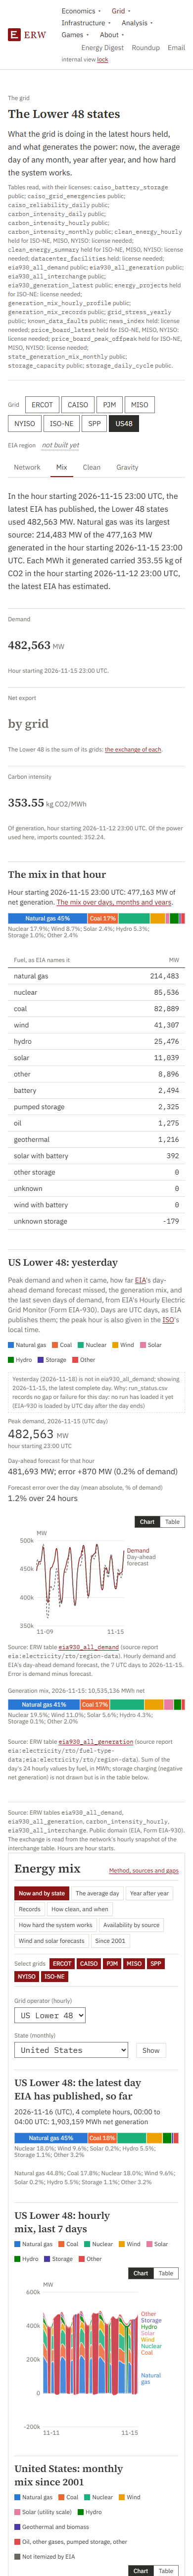 E. ERW
Economics ▾ Grid ▾
Infrastructure ▾ Analysis ▾
Games ▾ About ▾
Energy Digest Roundup Email
internal view lock
The grid
The Lower 48 states
What the grid is doing in the latest hours held,
and what generates the power: now, the average
day, month by month, year after year, and how hard
the system works.
Tables read, with their licenses: caiso_battery_storage
public; caiso_grid_emergencies public;
caiso_reliability_daily public;
carbon_intensity_daily public;
carbon_intensity_hourly public;
carbon_intensity_monthly public; clean_energy_hourly
held for ISO-NE, MISO, NYISO: license needed;
clean_energy_summary held for ISO-NE, MISO, NYISO: license
needed; datacenter_facilities held: license needed;
eia930_all_demand public; eia930_all_generation public;
eia930_all_interchange public;
eia930_generation_latest public; energy_projects held
for ISO-NE: license needed;
generation_mix_hourly_profile public;
generation_mix_records public; grid_stress_yearly
public; known_data_faults public; news_index held: license
needed; price_board_latest held for ISO-NE, MISO, NYISO:
license needed; price_board_peak_offpeak held for ISO-NE,
MISO, NYISO: license needed;
state_generation_mix_monthly public;
storage_capacity public; storage_daily_cycle public.
Grid ERCOT CAISO PJM MISO
NYISO ISO-NE SPP US48
EIA region not built yet
Network Mix Clean Gravity
In the hour starting 2026-11-15 23:00 UTC, the
latest EIA has published, the Lower 48 states
used 482,563 MW. Natural gas was its largest
source: 214,483 MW of the 477,163 MW
generated in the hour starting 2026-11-15 23:00
UTC. Each MWh it generated carried 353.55 kg of
CO2 in the hour starting 2026-11-12 23:00 UTC,
the latest EIA has estimated.
Demand
482,563 MW
Hour starting 2026-11-15 23:00 UTC.
Net export
by grid
The Lower 48 is the sum of its grids: the exchange of each.
Carbon intensity
353.55 kg CO2/MWh
Of generation, hour starting 2026-11-12 23:00 UTC. Of the power
used here, imports counted: 352.24.
The mix in that hour
Hour starting 2026-11-15 23:00 UTC: 477,163 MW of
net generation. The mix over days, months and years.
Natural gas 45% Coal 17%
Nuclear 17.9%; Wind 8.7%; Solar 2.4%; Hydro 5.3%;
Storage 1.0%; Other 2.4%
Fuel, as EIA names it MW
natural gas 214,483
nuclear 85,536
coal 82,889
wind 41,307
hydro 25,476
solar 11,039
other 8,896
battery 2,494
pumped storage 2,325
oil 1,275
geothermal 1,216
solar with battery 392
other storage 0
unknown 0
wind with battery 0
unknown storage -179
US Lower 48: yesterday
Peak demand and when it came, how far EIA's day-
ahead demand forecast missed, the generation mix, and
the last seven days of demand, from EIA's Hourly Electric
Grid Monitor (Form EIA-930). Days are UTC, as EIA publishes
them; the peak hour is also given in the ISO's
local time.
Natural gas Coal Nuclear Wind Solar
Hydro Storage Other
Yesterday (2026-11-18) is not in eia930_all_demand; showing
2026-11-15, the latest complete day. Why: run_status.csv
records no gap or failure for this day, no run has loaded it yet
(EIA-930 is loaded by UTC day after the day ends)
Peak demand, 2026-11-15 (UTC day)
482,563 MW
hour starting 23:00 UTC
Day-ahead forecast for that hour
481,693 MW; error +870 MW (0.2% of demand)
Forecast error over the day (mean absolute, % of demand)
1.2% over 24 hours
Chart Table
MW
500k
450k
400k
350k
Demand
Day-ahead
forecast
11-09 11-15
Source: ERW table eia930_all_demand (source report
eia:electricity/rto/region-data). Hourly demand and
EIA's day-ahead demand forecast, the 7 UTC days to 2026-11-15.
Error is demand minus forecast.
Generation mix, 2026-11-15: 10,535,136 MWh net
Natural gas 41% Coal 17%
Nuclear 19.5%; Wind 11.0%; Solar 5.6%; Hydro 4.3%;
Storage 0.1%; Other 2.0%
Source: ERW table eia930_all_generation (source report
eia:electricity/rto/fuel-type-
data;eia:electricity/rto/region-data). Sum of the
day's 24 hourly values by fuel, in MWh; storage charging (negative
net generation) is not drawn but is in the table below.
Source: ERW tables eia930_all_demand,
eia930_all_generation, carbon_intensity_hourly,
eia930_all_interchange. Public domain (EIA, Form EIA-930).
The exchange is read from the network's hourly snapshot of the
interchange table. Hours are hour starts.
Energy mix Method, sources and gaps
Now and by state The average day Year after year
Records How clean, and when
How hard the system works Availability by source
Wind and solar forecasts Since 2001
Select grids ERCOT CAISO PJM MISO SPP
NYISO ISO-NE
Grid operator (hourly)
US Lower 48
State (monthly)
United States Show
US Lower 48: the latest day
EIA has published, so far
2026-11-16 (UTC), 4 complete hours, 00:00 to
04:00 UTC: 1,903,159 MWh net generation
Natural gas 45% Coal 18%
Nuclear 18.0%; Wind 9.6%; Solar 0.2%; Hydro 5.5%;
Storage 1.1%; Other 3.2%
Natural gas 44.8%; Coal 17.8%; Nuclear 18.0%; Wind 9.6%;
Solar 0.2%; Hydro 5.5%; Storage 1.1%; Other 3.2%
US Lower 48: hourly
mix, last 7 days
Natural gas Coal Nuclear Wind Solar
Hydro Storage Other
Chart Table
MW
600k
400k
200k
0
-200k
Other
Storage
Hydro
Solar
Wind
Nuclear
Coal
Natural
gas
11-11 11-15
United States: monthly
mix since 2001
Natural gas Coal Nuclear Wind
Solar (utility scale) Hydro
Geothermal and biomass
Oil, other gases, pumped storage, other
Not itemized by EIA
Chart Table